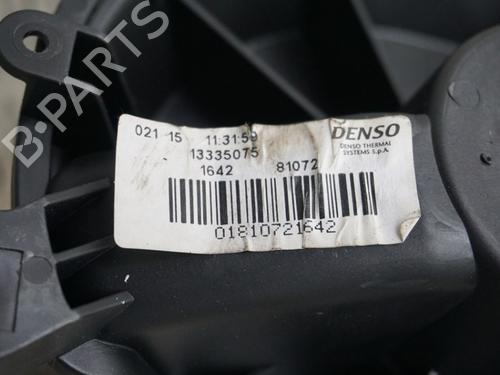 B-PARTS
021 15 11:31:59 DENSO
13335075 DENSO THERMAL
SYSTEMS S.p.A.
1642 81072
01810721642